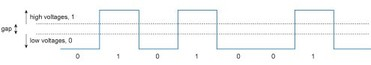 high voltages, 1
gap
low voltages, 0
0 1 0 1 0 0 1